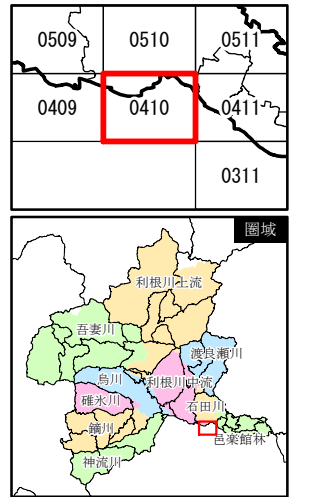 0509 0510 0511
0409 0410 0411
0311
圏域
利根川上流
吾妻川
渡良瀬川
烏川 利根川中流
碓氷川
石田川
鏑川
邑楽館林
神流川